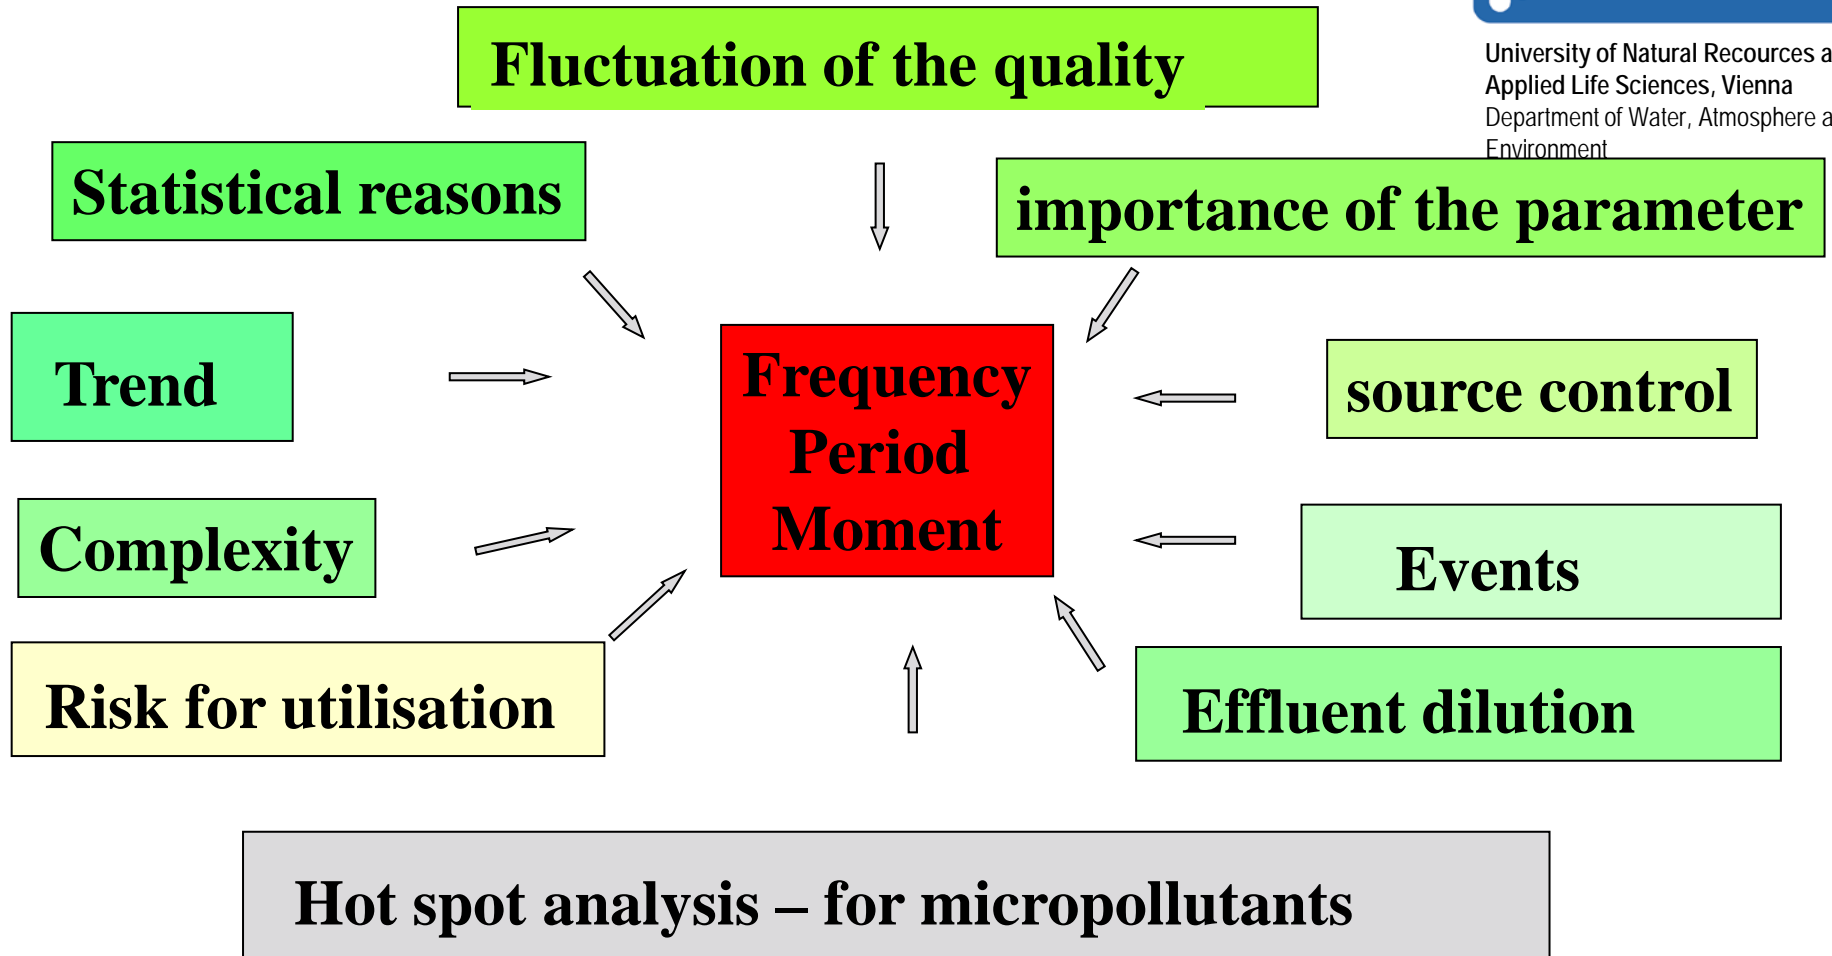 Fluctuation of the quality
University of Natural Recources a
Applied Life Sciences, Vienna
Department of Water, Atmosphere a
Environment
Statistical reasons
importance of the parameter
Trend
Frequency
Period
Moment
source control
Complexity
Events
Risk for utilisation
Effluent dilution
Hot spot analysis – for micropollutants